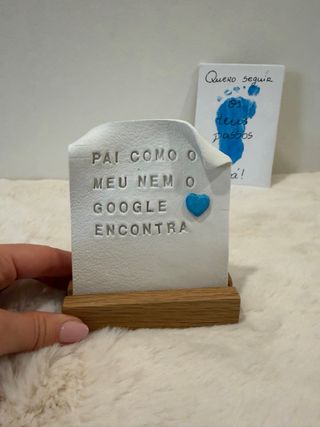 PAI COMO O
MEU NEM O
GOOGLE
ENCONTRA
Quero seguir
os
teus
passos